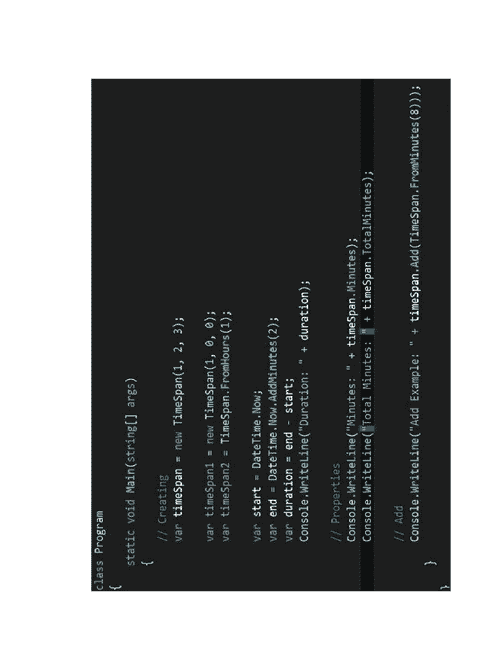 class Program
{
static void Main(string[] args)
{
// Creating
var timeSpan = new TimeSpan(1, 2, 3);
var timeSpan1 = new TimeSpan(1, 0, 0);
var timeSpan2 = TimeSpan.FromHours(1);
var start = DateTime.Now;
var end = DateTime.Now.AddMinutes(2);
var duration = end - start;
Console.WriteLine("Duration: " + duration);
// Properties
Console.WriteLine("Minutes: " + timeSpan.Minutes);
Console.WriteLine("Total Minutes: " + timeSpan.TotalMinutes);
// Add
Console.WriteLine("Add Example: " + timeSpan.Add(TimeSpan.FromMinutes(8)));
}
}